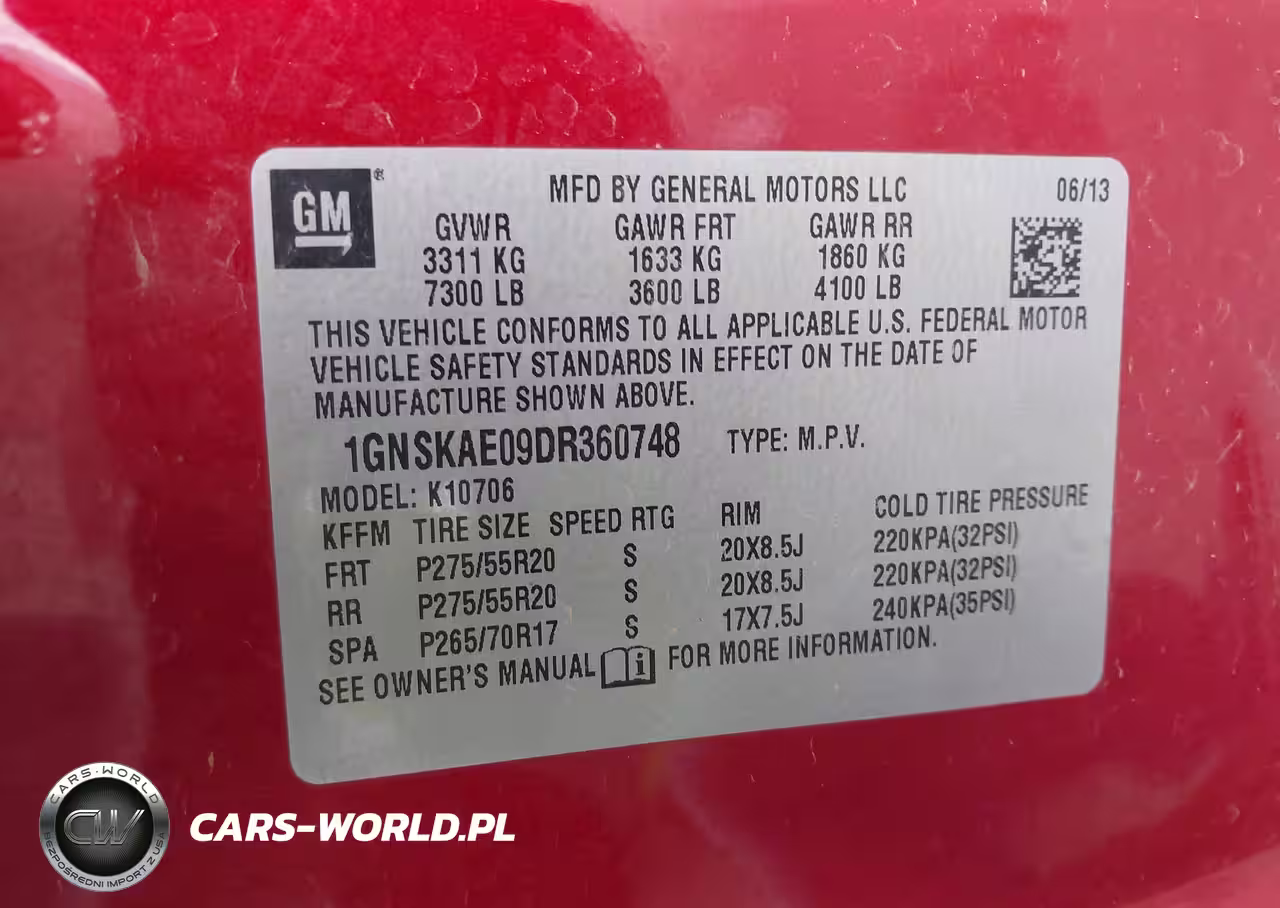 GM®
MFD BY GENERAL MOTORS LLC 06/13
GVWR GAWR FRT GAWR RR
3311 KG 1633 KG 1860 KG
7300 LB 3600 LB 4100 LB
THIS VEHICLE CONFORMS TO ALL APPLICABLE U.S. FEDERAL MOTOR
VEHICLE SAFETY STANDARDS IN EFFECT ON THE DATE OF
MANUFACTURE SHOWN ABOVE.
1GNSKAE09DR360748 TYPE: M.P.V.
MODEL: K10706
KFFM TIRE SIZE SPEED RTG RIM COLD TIRE PRESSURE
FRT P275/55R20 S 20X8.5J 220KPA(32PSI)
RR P275/55R20 S 20X8.5J 220KPA(32PSI)
SPA P265/70R17 S 17X7.5J 240KPA(35PSI)
SEE OWNER'S MANUAL i FOR MORE INFORMATION.
CARS-WORLD
CW
BEZPOŚREDNI IMPORT Z USA
CARS-WORLD.PL